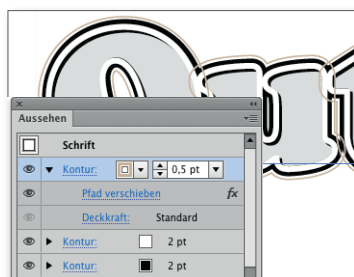 Aussehen
Schrift
Kontur: 0,5 pt
Pfad verschieben fx
Deckkraft: Standard
Kontur: 2 pt
Kontur: 2 pt